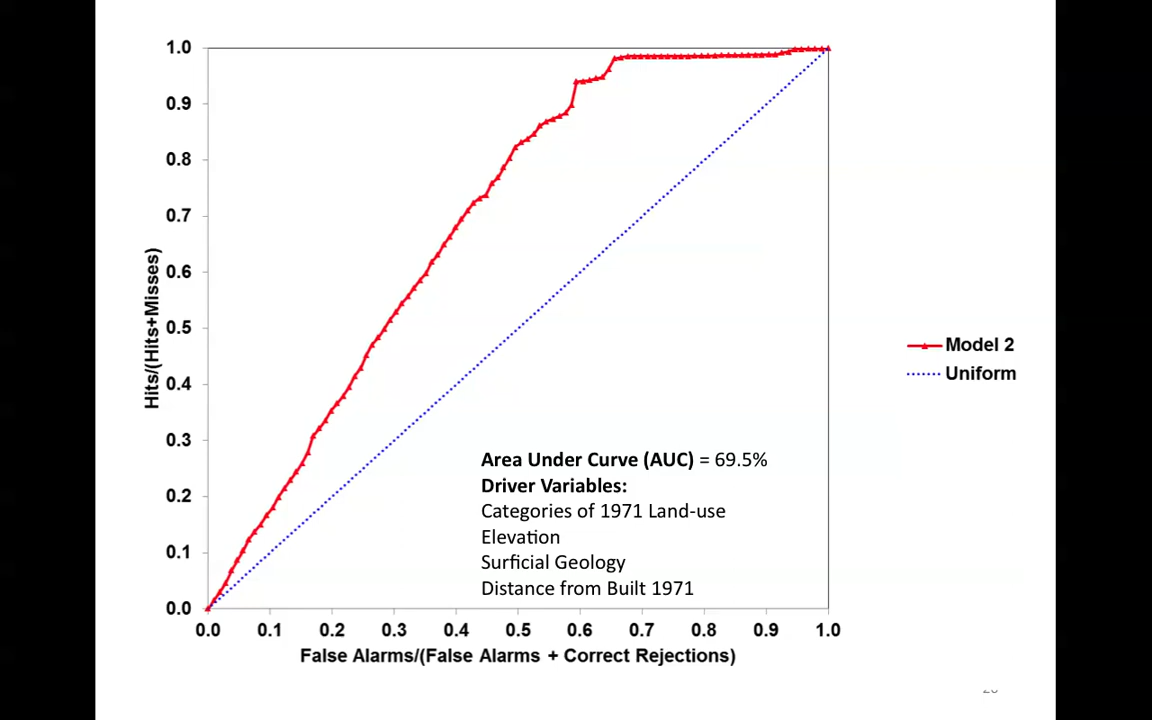 1.0
0.9
0.8
0.7
0.6
0.5
0.4
0.3
0.2
0.1
0.0
Hits/(Hits+Misses)
0.0 0.1 0.2 0.3 0.4 0.5 0.6 0.7 0.8 0.9 1.0
False Alarms/(False Alarms + Correct Rejections)
Area Under Curve (AUC) = 69.5%
Driver Variables:
Categories of 1971 Land-use
Elevation
Surficial Geology
Distance from Built 1971
Model 2
Uniform